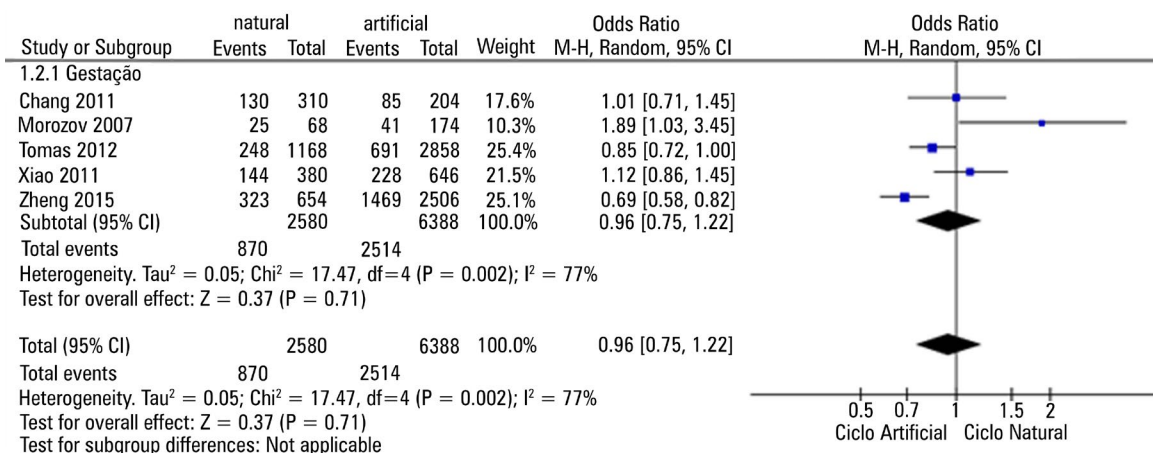 natural artificial Odds Ratio Odds Ratio
Study or Subgroup Events Total Events Total Weight M-H, Random, 95% CI M-H, Random, 95% CI
1.2.1 Gestação
Chang 2011 130 310 85 204 17.6% 1.01 [0.71, 1.45]
Morozov 2007 25 68 41 174 10.3% 1.89 [1.03, 3.45]
Tomas 2012 248 1168 691 2858 25.4% 0.85 [0.72, 1.00]
Xiao 2011 144 380 228 646 21.5% 1.12 [0.86, 1.45]
Zheng 2015 323 654 1469 2506 25.1% 0.69 [0.58, 0.82]
Subtotal (95% CI) 2580 6388 100.0% 0.96 [0.75, 1.22]
Total events 870 2514
Heterogeneity. Tau² = 0.05; Chi² = 17.47, df=4 (P = 0.002); I² = 77%
Test for overall effect: Z = 0.37 (P = 0.71)
Total (95% CI) 2580 6388 100.0% 0.96 [0.75, 1.22]
Total events 870 2514
Heterogeneity. Tau² = 0.05; Chi² = 17.47, df=4 (P = 0.002); I² = 77%
Test for overall effect: Z = 0.37 (P = 0.71)
Test for subgroup differences: Not applicable
0.5 0.7 1 1.5 2
Ciclo Artificial Ciclo Natural